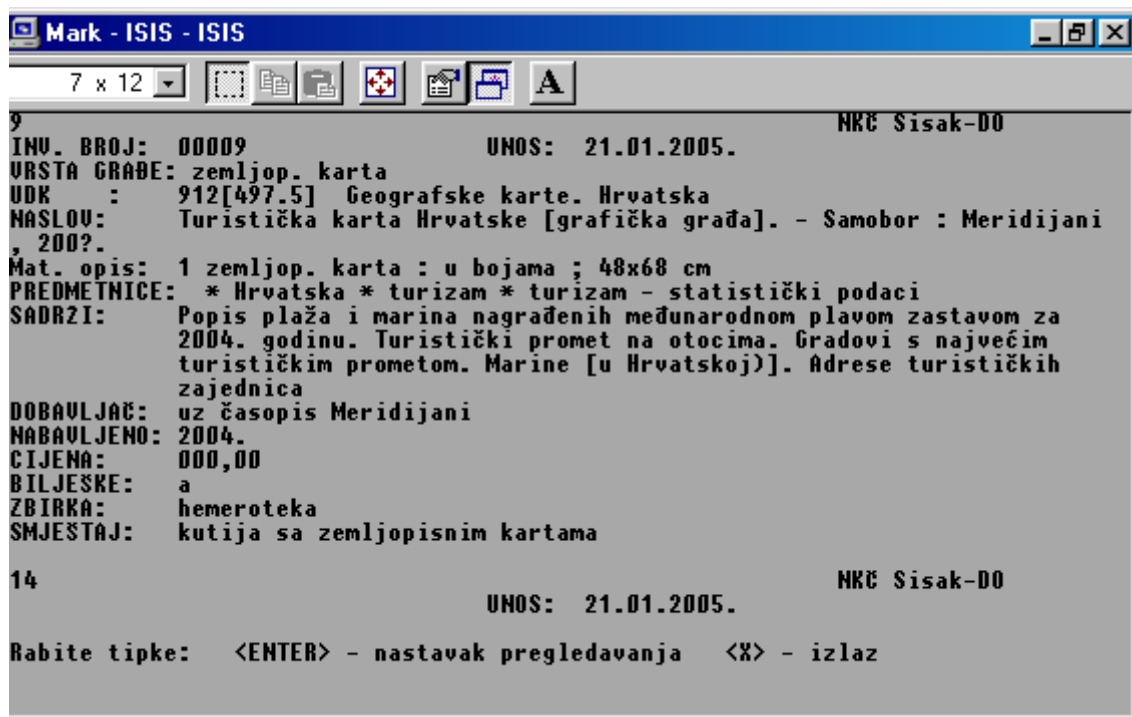 Mark - ISIS - ISIS
7 x 12
A
9 NKČ Sisak-DO
INV. BROJ: 00009 UNOS: 21.01.2005.
VRSTA GRAĐE: zemljop. karta
UDK : 912[497.5] Geografske karte. Hrvatska
NASLOV: Turistička karta Hrvatske [grafička građa]. - Samobor : Meridijani
, 200?.
Mat. opis: 1 zemljop. karta : u bojama ; 48x68 cm
PREDMETNICE: * Hrvatska * turizam * turizam - statistički podaci
SADRŽI: Popis plaža i marina nagrađenih međunarodnom plavom zastavom za
2004. godinu. Turistički promet na otocima. Gradovi s najvećim
turističkim prometom. Marine [u Hrvatskoj)]. Adrese turističkih
zajednica
DOBAVLJAČ: uz časopis Meridijani
NABAVLJENO: 2004.
CIJENA: 000,00
BILJEŠKE: a
ZBIRKA: hemeroteka
SMJEŠTAJ: kutija sa zemljopisnim kartama
14 NKČ Sisak-DO
UNOS: 21.01.2005.
Rabite tipke: <ENTER> - nastavak pregledavanja <X> - izlaz